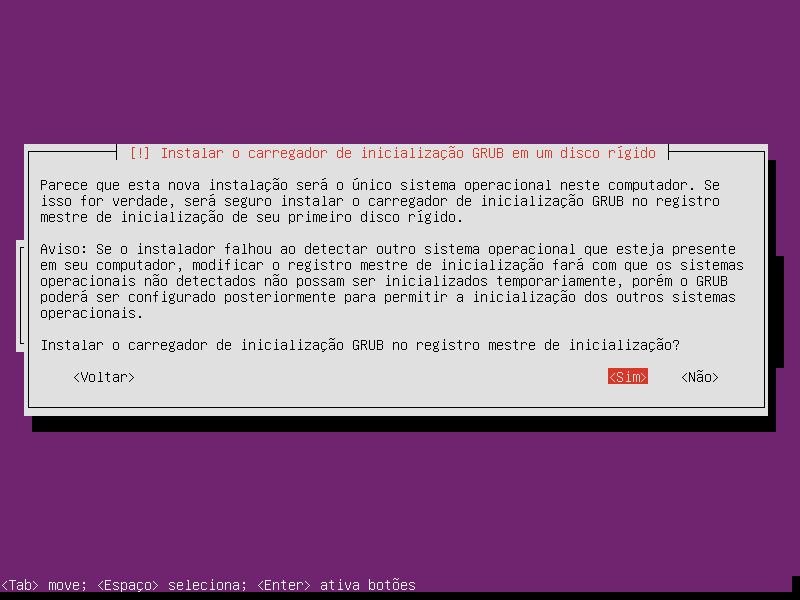 [!] Instalar o carregador de inicialização GRUB em um disco rígido
Parece que esta nova instalação será o único sistema operacional neste computador. Se
isso for verdade, será seguro instalar o carregador de inicialização GRUB no registro
mestre de inicialização de seu primeiro disco rígido.
Aviso: Se o instalador falhou ao detectar outro sistema operacional que esteja presente
em seu computador, modificar o registro mestre de inicialização fará com que os sistemas
operacionais não detectados não possam ser inicializados temporariamente, porém o GRUB
poderá ser configurado posteriormente para permitir a inicialização dos outros sistemas
operacionais.
Instalar o carregador de inicialização GRUB no registro mestre de inicialização?
<Voltar> <Sim> <Não>
<Tab> move; <Espaço> seleciona; <Enter> ativa botões